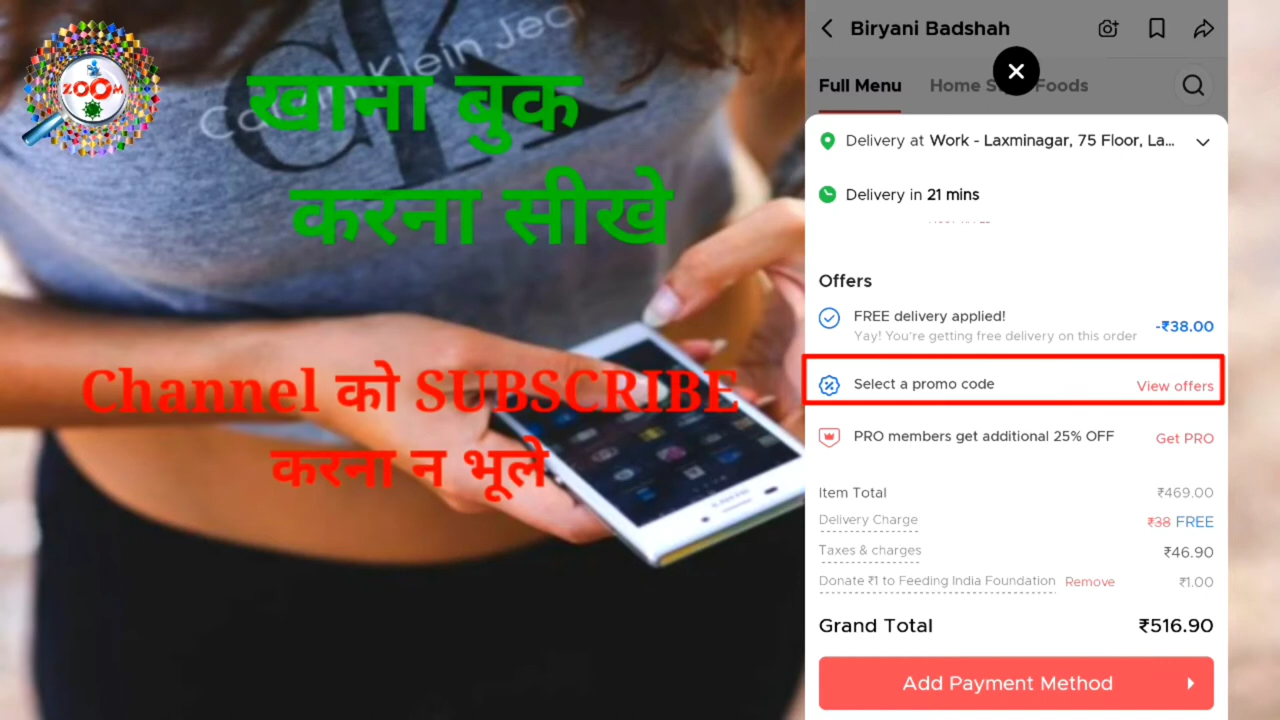 ZOOM
Calvin Klein Jea
खाना बुक
करना सीखे
Channel को SUBSCRIBE
करना न भूले
Biryani Badshah
Full Menu
Home S Foods
Delivery at Work - Laxminagar, 75 Floor, La...
Delivery in 21 mins
Offers
FREE delivery applied!
-₹38.00
Yay! You're getting free delivery on this order
Select a promo code
View offers
PRO members get additional 25% OFF
Get PRO
Item Total ₹469.00
Delivery Charge ₹38 FREE
Taxes & charges ₹46.90
Donate ₹1 to Feeding India Foundation Remove ₹1.00
Grand Total ₹516.90
Add Payment Method